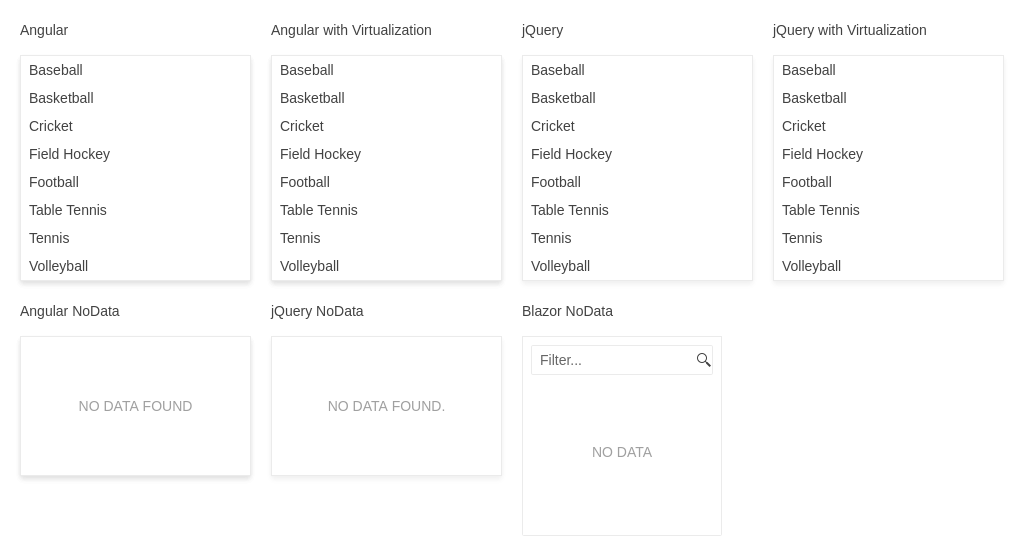 Angular
Baseball
Basketball
Cricket
Field Hockey
Football
Table Tennis
Tennis
Volleyball
Angular with Virtualization
Baseball
Basketball
Cricket
Field Hockey
Football
Table Tennis
Tennis
Volleyball
jQuery
Baseball
Basketball
Cricket
Field Hockey
Football
Table Tennis
Tennis
Volleyball
jQuery with Virtualization
Baseball
Basketball
Cricket
Field Hockey
Football
Table Tennis
Tennis
Volleyball
Angular NoData
NO DATA FOUND
jQuery NoData
NO DATA FOUND.
Blazor NoData
Filter...
NO DATA